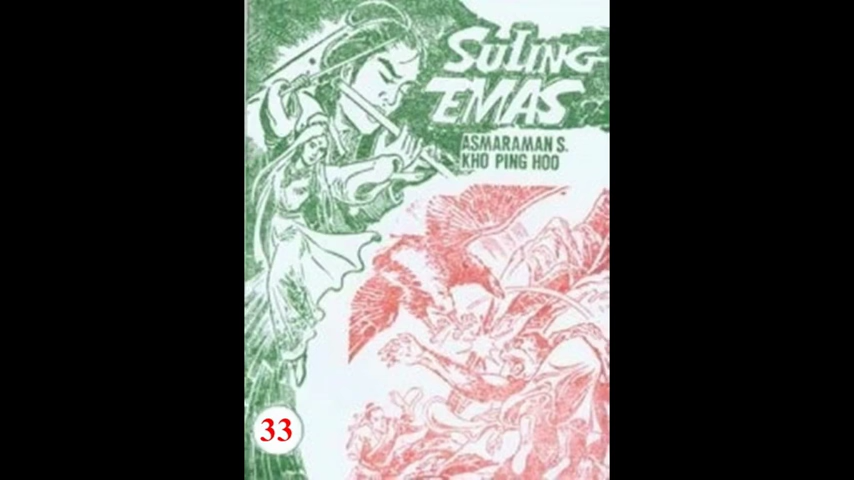 SULING
EMAS
ASMARAMAN S.
KHO PING HOO
33